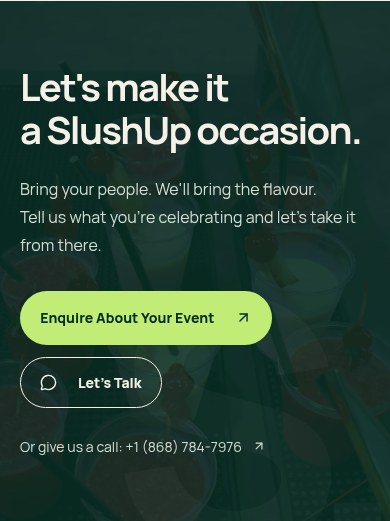 Let's make it
a SlushUp occasion.
Bring your people. We'll bring the flavour.
Tell us what you're celebrating and let's take it
from there.
Enquire About Your Event
Let's Talk
Or give us a call: +1 (868) 784-7976